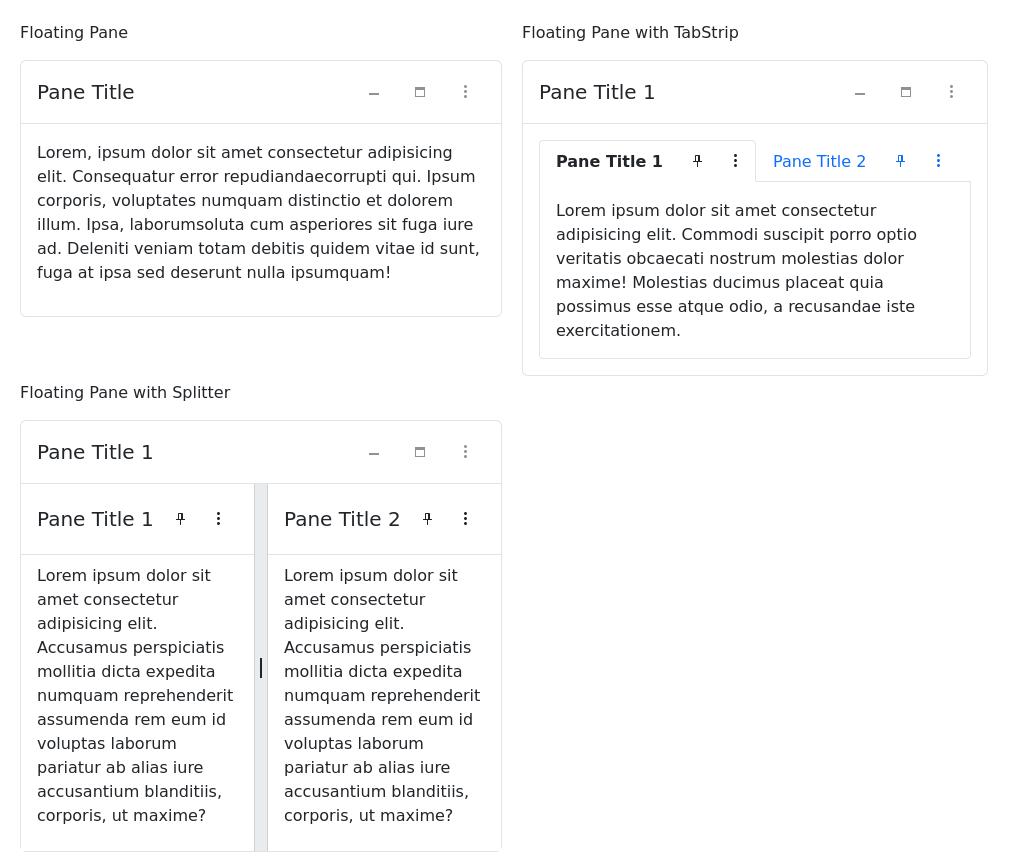 Floating Pane
Pane Title
Lorem, ipsum dolor sit amet consectetur adipisicing
elit. Consequatur error repudiandaecorrupti qui. Ipsum
corporis, voluptates numquam distinctio et dolorem
illum. Ipsa, laborumsoluta cum asperiores sit fuga iure
ad. Deleniti veniam totam debitis quidem vitae id sunt,
fuga at ipsa sed deserunt nulla ipsumquam!
Floating Pane with TabStrip
Pane Title 1
Pane Title 1
Pane Title 2
Lorem ipsum dolor sit amet consectetur
adipisicing elit. Commodi suscipit porro optio
veritatis obcaecati nostrum molestias dolor
maxime! Molestias ducimus placeat quia
possimus esse atque odio, a recusandae iste
exercitationem.
Floating Pane with Splitter
Pane Title 1
Pane Title 1
Lorem ipsum dolor sit
amet consectetur
adipisicing elit.
Accusamus perspiciatis
mollitia dicta expedita
numquam reprehenderit
assumenda rem eum id
voluptas laborum
pariatur ab alias iure
accusantium blanditiis,
corporis, ut maxime?
Pane Title 2
Lorem ipsum dolor sit
amet consectetur
adipisicing elit.
Accusamus perspiciatis
mollitia dicta expedita
numquam reprehenderit
assumenda rem eum id
voluptas laborum
pariatur ab alias iure
accusantium blanditiis,
corporis, ut maxime?